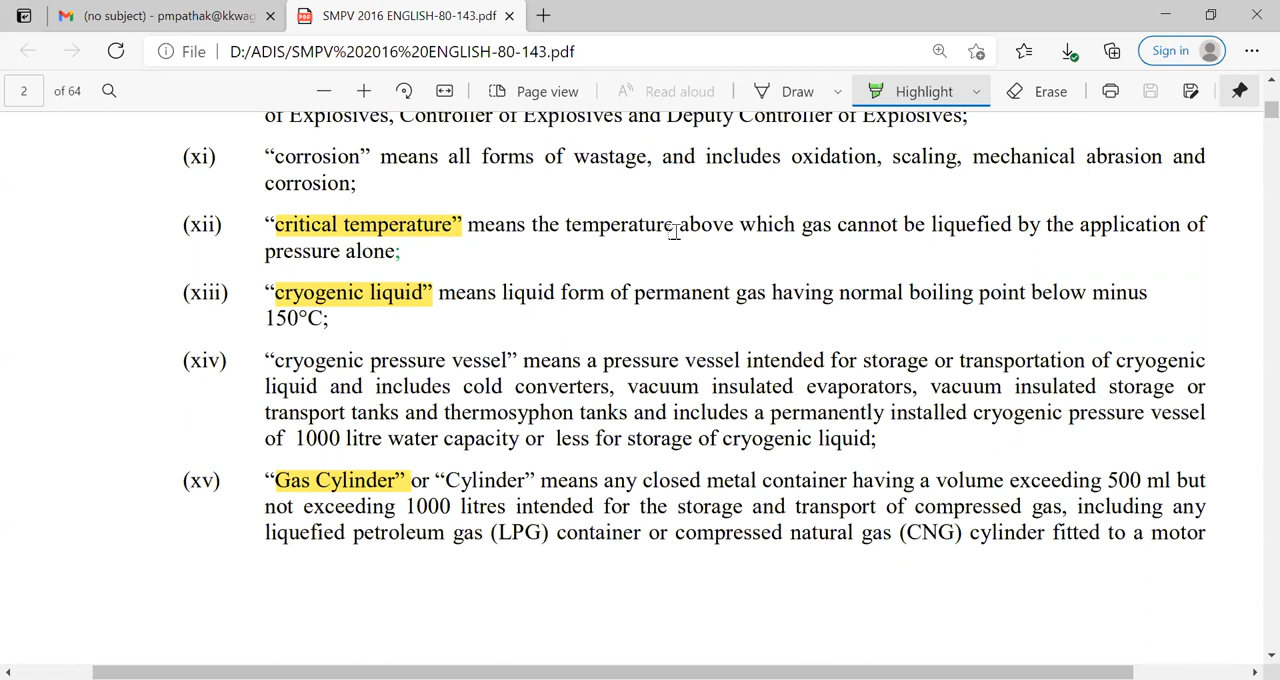 (no subject) - pmpathak@kkwag
SMPV 2016 ENGLISH-80-143.pdf
File D:/ADIS/SMPV%202016%20ENGLISH-80-143.pdf
Sign in
2 of 64
Page view
Read aloud
Draw
Highlight
Erase
of Explosives, Controller of Explosives and Deputy Controller of Explosives;
(xi) “corrosion” means all forms of wastage, and includes oxidation, scaling, mechanical abrasion and
corrosion;
(xii) “critical temperature” means the temperature above which gas cannot be liquefied by the application of
pressure alone;
(xiii) “cryogenic liquid” means liquid form of permanent gas having normal boiling point below minus
150°C;
(xiv) “cryogenic pressure vessel” means a pressure vessel intended for storage or transportation of cryogenic
liquid and includes cold converters, vacuum insulated evaporators, vacuum insulated storage or
transport tanks and thermosyphon tanks and includes a permanently installed cryogenic pressure vessel
of 1000 litre water capacity or less for storage of cryogenic liquid;
(xv) “Gas Cylinder” or “Cylinder” means any closed metal container having a volume exceeding 500 ml but
not exceeding 1000 litres intended for the storage and transport of compressed gas, including any
liquefied petroleum gas (LPG) container or compressed natural gas (CNG) cylinder fitted to a motor